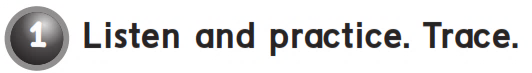 1 Listen and practice. Trace.